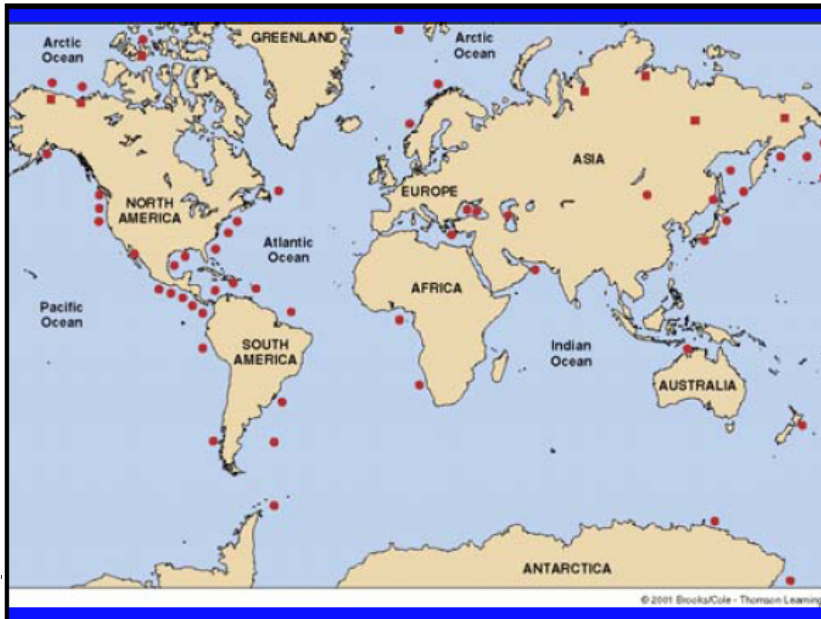 GREENLAND
Arctic
Ocean
Arctic
Ocean
ASIA
EUROPE
NORTH
AMERICA
Atlantic
Ocean
AFRICA
Pacific
Ocean
SOUTH
AMERICA
Indian
Ocean
AUSTRALIA
ANTARCTICA
© 2001 Brooks/Cole - Thomson Learning